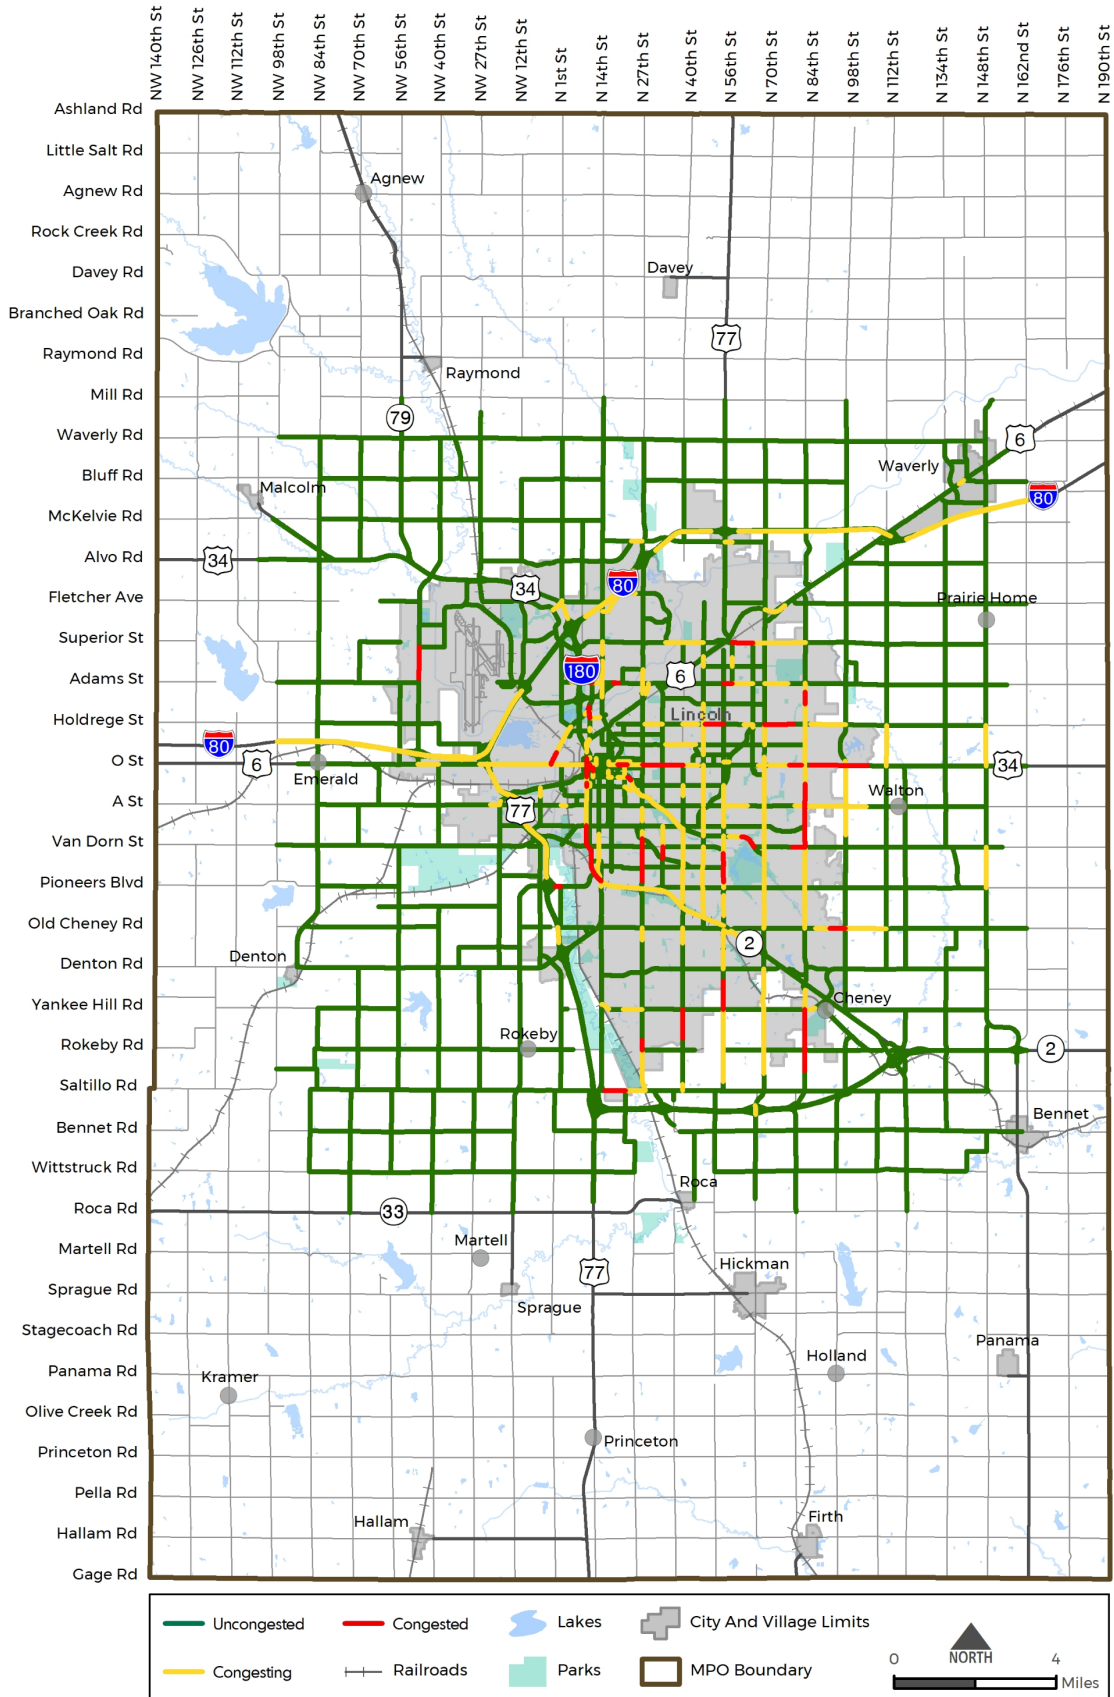 NW 140th St
NW 126th St
NW 112th St
NW 98th St
NW 84th St
NW 70th St
NW 56th St
NW 40th St
NW 27th St
NW 12th St
N 1st St
N 14th St
N 27th St
N 40th St
N 56th St
N 70th St
N 84th St
N 98th St
N 112th St
N 134th St
N 148th St
N 162nd St
N 176th St
N 190th St
Ashland Rd
Little Salt Rd
Agnew Rd
Agnew
Rock Creek Rd
Davey Rd
Davey
Branched Oak Rd
77
Raymond Rd
Raymond
Mill Rd
79
Waverly Rd
6
Bluff Rd
Waverly
Malcolm
80
McKelvie Rd
Alvo Rd
34
34
80
Fletcher Ave
Prairie Home
Superior St
180
6
Adams St
Holdrege St
Lincoln
80
O St
6
Emerald
34
A St
77
Walton
Van Dorn St
Pioneers Blvd
Old Cheney Rd
2
Denton Rd
Denton
Yankee Hill Rd
Cheney
Rokeby Rd
Rokeby
2
Saltillo Rd
Bennet Rd
Bennet
Wittstruck Rd
Roca
Roca Rd
33
Martell Rd
Martell
77
Hickman
Sprague Rd
Sprague
Stagecoach Rd
Panama
Panama Rd
Holland
Kramer
Olive Creek Rd
Princeton Rd
Princeton
Pella Rd
Hallam Rd
Hallam
Firth
Gage Rd
Uncongested
Congested
Lakes
City And Village Limits
Congesting
Railroads
Parks
MPO Boundary
NORTH
0 4
Miles